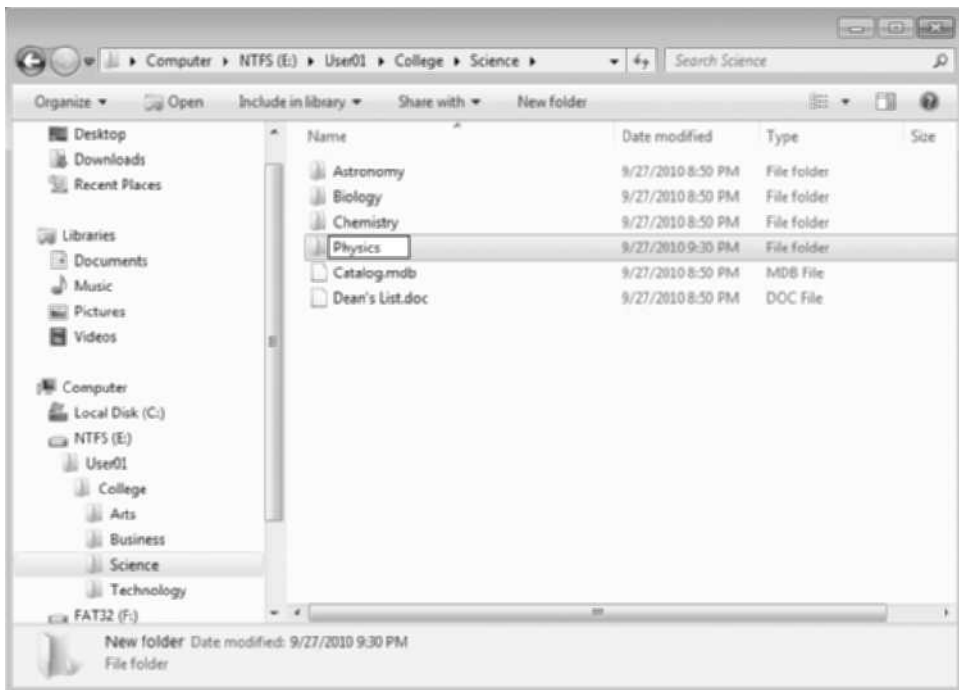 Computer NTFS (E:) User01 College Science Search Science
Organize Open Include in library Share with New folder
Desktop
Downloads
Recent Places
Libraries
Documents
Music
Pictures
Videos
Computer
Local Disk (C:)
NTFS (E:)
User01
College
Arts
Business
Science
Technology
FAT32 (F:)
Name Date modified Type Size
Astronomy 9/27/2010 8:50 PM File folder
Biology 9/27/2010 8:50 PM File folder
Chemistry 9/27/2010 8:50 PM File folder
Physics 9/27/2010 9:30 PM File folder
Catalog.mdb 9/27/2010 8:50 PM MDB File
Dean's List.doc 9/27/2010 8:50 PM DOC File
New folder Date modified: 9/27/2010 9:30 PM
File folder